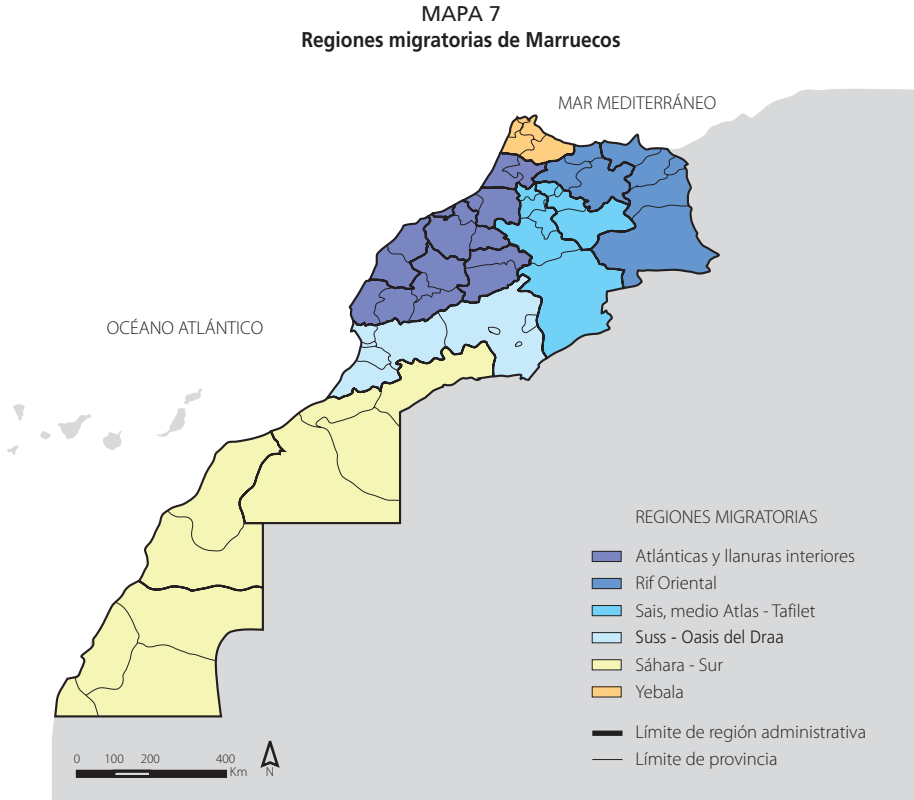 MAPA 7
Regiones migratorias de Marruecos
MAR MEDITERRÁNEO
OCÉANO ATLÁNTICO
REGIONES MIGRATORIAS
Atlánticas y llanuras interiores
Rif Oriental
Sais, medio Atlas - Tafilet
Suss - Oasis del Draa
Sáhara - Sur
Yebala
Límite de región administrativa
Límite de provincia
0 100 200 400
Km
N